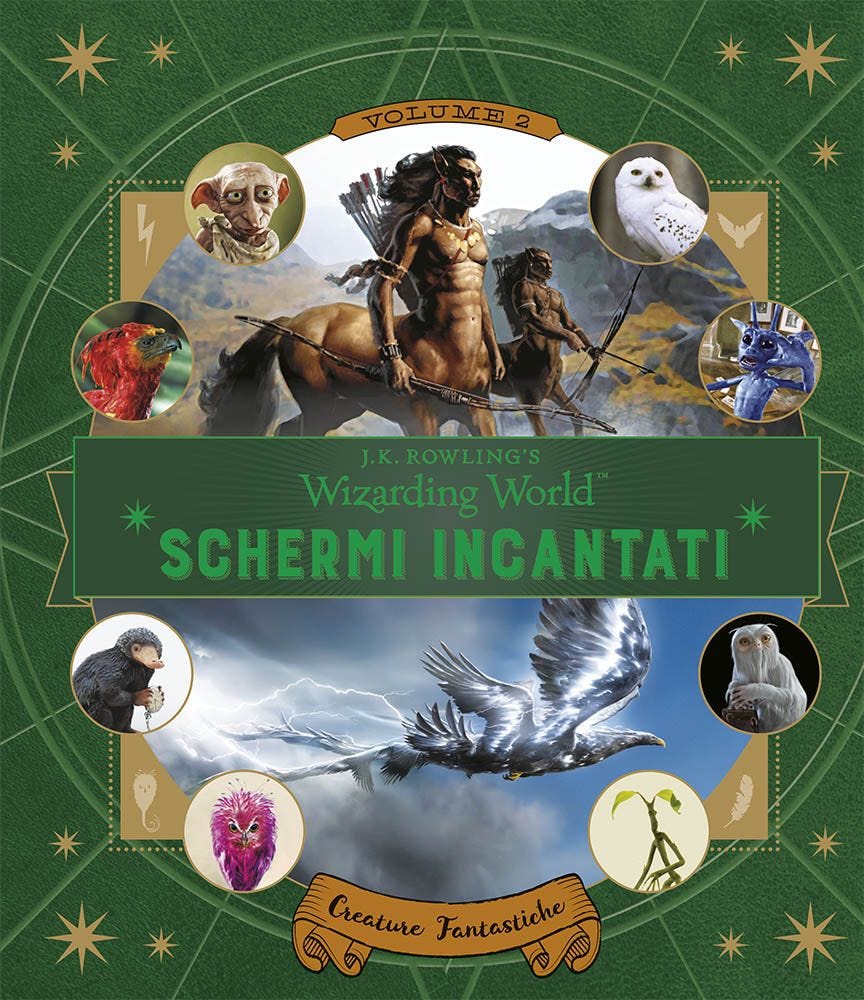 VOLUME 2
J.K. ROWLING'S
Wizarding World™
SCHERMI INCANTATI
Creature Fantastiche